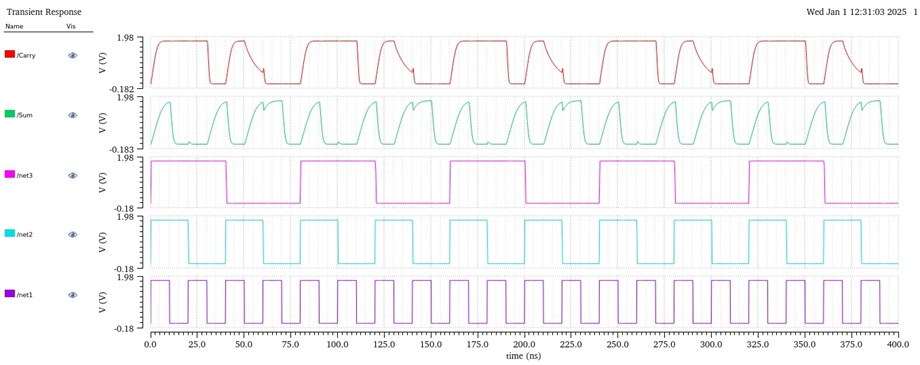 Transient Response Wed Jan 1 12:31:03 2025 1
Name Vis
/Carry
V (V)
1.98
-0.182
/Sum
V (V)
1.98
-0.183
/net3
V (V)
1.98
-0.18
/net2
V (V)
1.98
-0.18
/net1
V (V)
1.98
-0.18
0.0 25.0 50.0 75.0 100.0 125.0 150.0 175.0 200.0 225.0 250.0 275.0 300.0 325.0 350.0 375.0 400.0
time (ns)